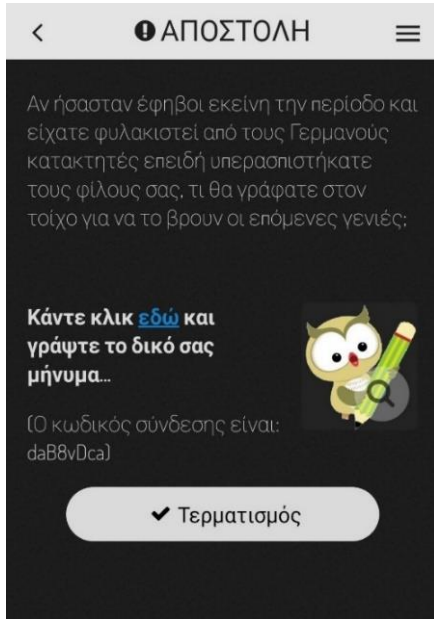 ΑΠΟΣΤΟΛΗ
Αν ήσασταν έφηβοι εκείνη την περίοδο και
είχατε φυλακιστεί από τους Γερμανούς
κατακτητές επειδή υπερασπιστήκατε
τους φίλους σας, τι θα γράφατε στον
τοίχο για να το βρουν οι επόμενες γενιές;
Κάντε κλικ εδώ και
γράψτε το δικό σας
μήνυμα...
(Ο κωδικός σύνδεσης είναι:
daB8vDca)
Τερματισμός